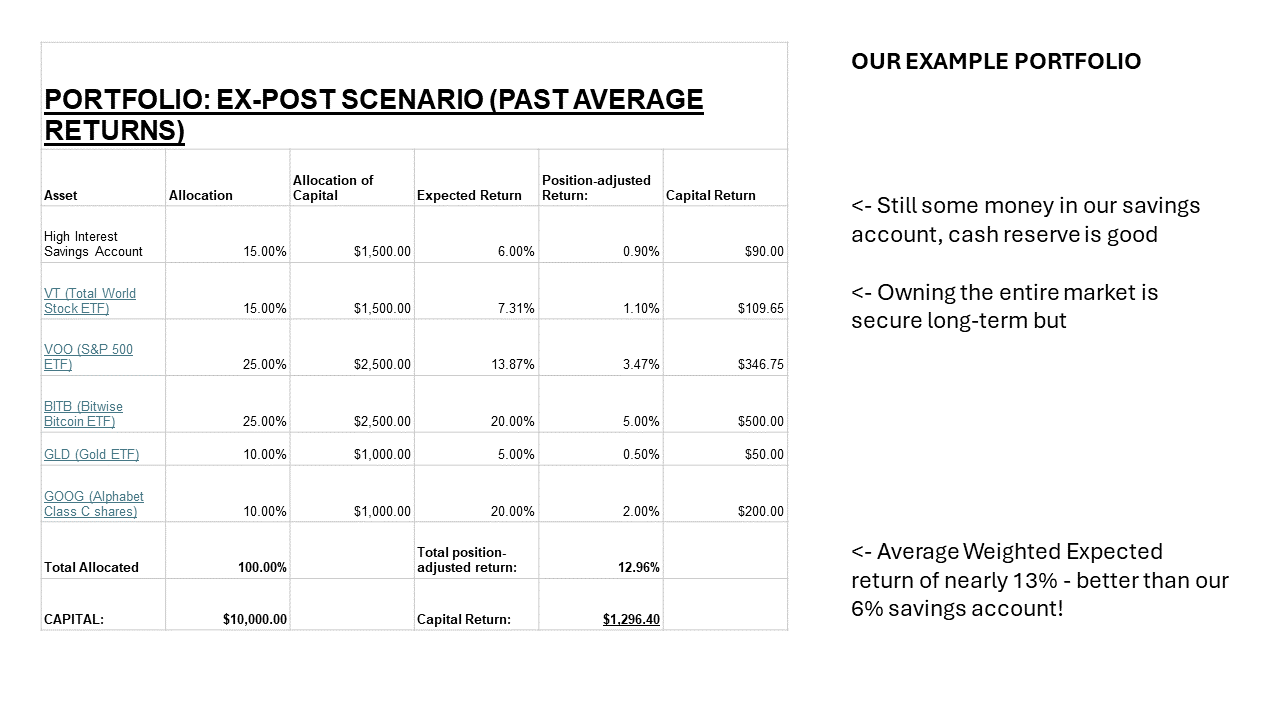 OUR EXAMPLE PORTFOLIO
PORTFOLIO: EX-POST SCENARIO (PAST AVERAGE
RETURNS)
Asset Allocation Allocation of Capital Expected Return Position-adjusted Return: Capital Return
High Interest Savings Account 15.00% $1,500.00 6.00% 0.90% $90.00
VT (Total World Stock ETF) 15.00% $1,500.00 7.31% 1.10% $109.65
VOO (S&P 500 ETF) 25.00% $2,500.00 13.87% 3.47% $346.75
BITB (Bitwise Bitcoin ETF) 25.00% $2,500.00 20.00% 5.00% $500.00
GLD (Gold ETF) 10.00% $1,000.00 5.00% 0.50% $50.00
GOOG (Alphabet Class C shares) 10.00% $1,000.00 20.00% 2.00% $200.00
Total Allocated 100.00% Total position-adjusted return: 12.96%
CAPITAL: $10,000.00 Capital Return: $1,296.40
<- Still some money in our savings
account, cash reserve is good
<- Owning the entire market is
secure long-term but
<- Average Weighted Expected
return of nearly 13% - better than our
6% savings account!